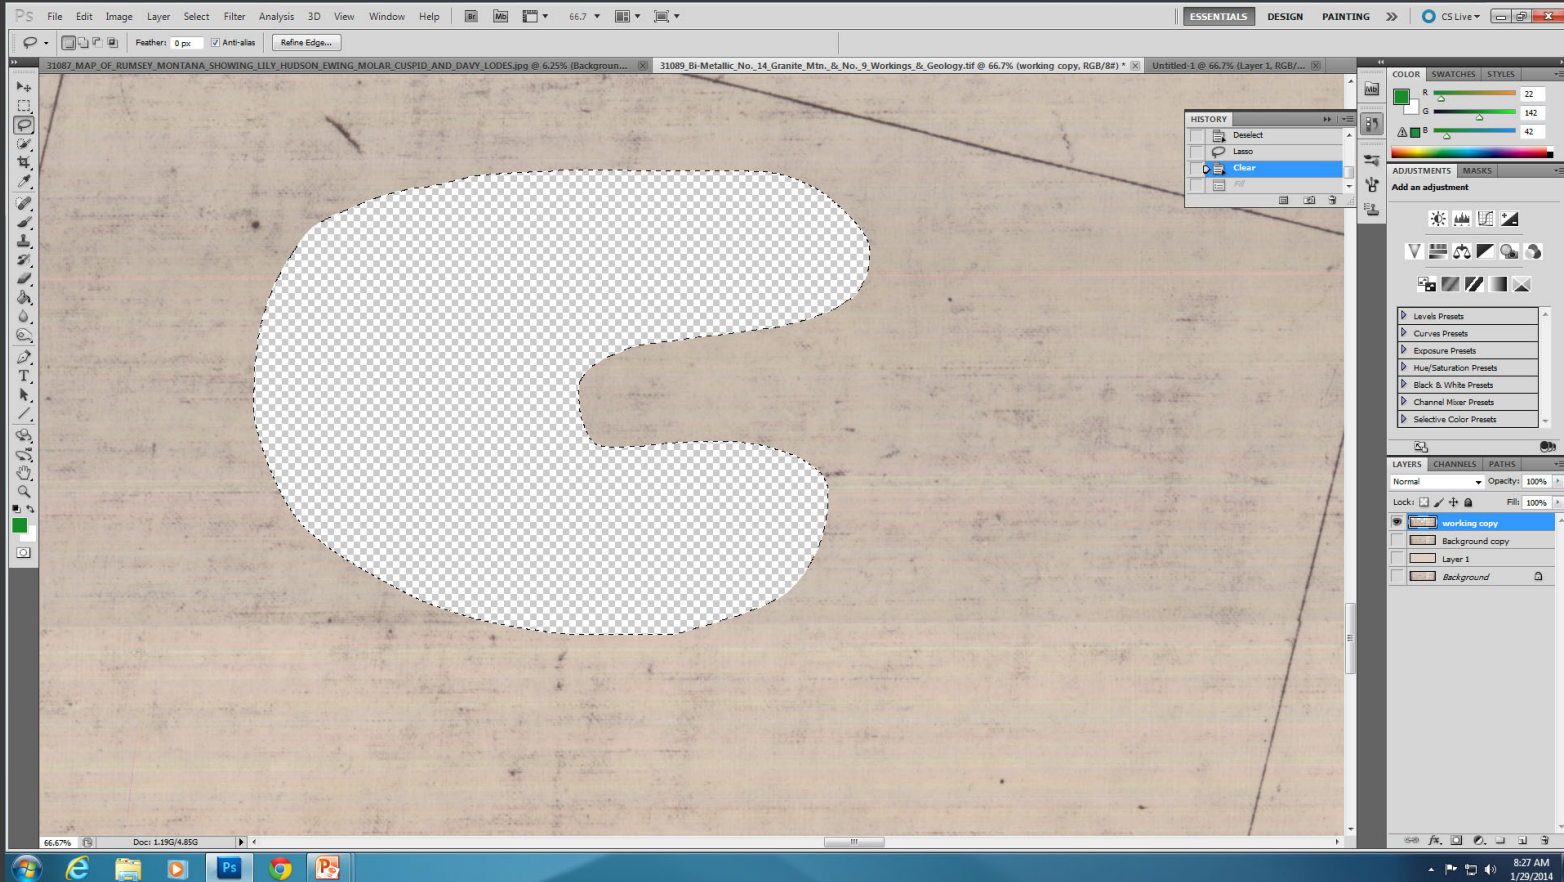 Ps File Edit Image Layer Select Filter Analysis 3D View Window Help Br Mb 66.7 ESSENTIALS DESIGN PAINTING CS Live
Feather: 0 px Anti-alias Refine Edge...
31087_MAP_OF_RUMSEY_MONTANA_SHOWING_LILY_HUDSON_EWING_MOLAR_CUSPID_AND_DAVY_LODES.jpg @ 6.25% (Backgroun... 31089_Bi-Metallic_No._14_Granite_Mtn._&_No._9_Workings_&_Geology.tif @ 66.7% (working copy, RGB/8#) * Untitled-1 @ 66.7% (Layer 1, RGB/...
HISTORY
Deselect
Lasso
Clear
Fill
Mb
COLOR SWATCHES STYLES
R 22
G 142
B 42
ADJUSTMENTS MASKS
Add an adjustment
Levels Presets
Curves Presets
Exposure Presets
Hue/Saturation Presets
Black & White Presets
Channel Mixer Presets
Selective Color Presets
LAYERS CHANNELS PATHS
Normal Opacity: 100%
Lock: Fill: 100%
working copy
Background copy
Layer 1
Background
66.67% Doc: 1.19G/4.85G
Ps
8:27 AM
1/29/2014